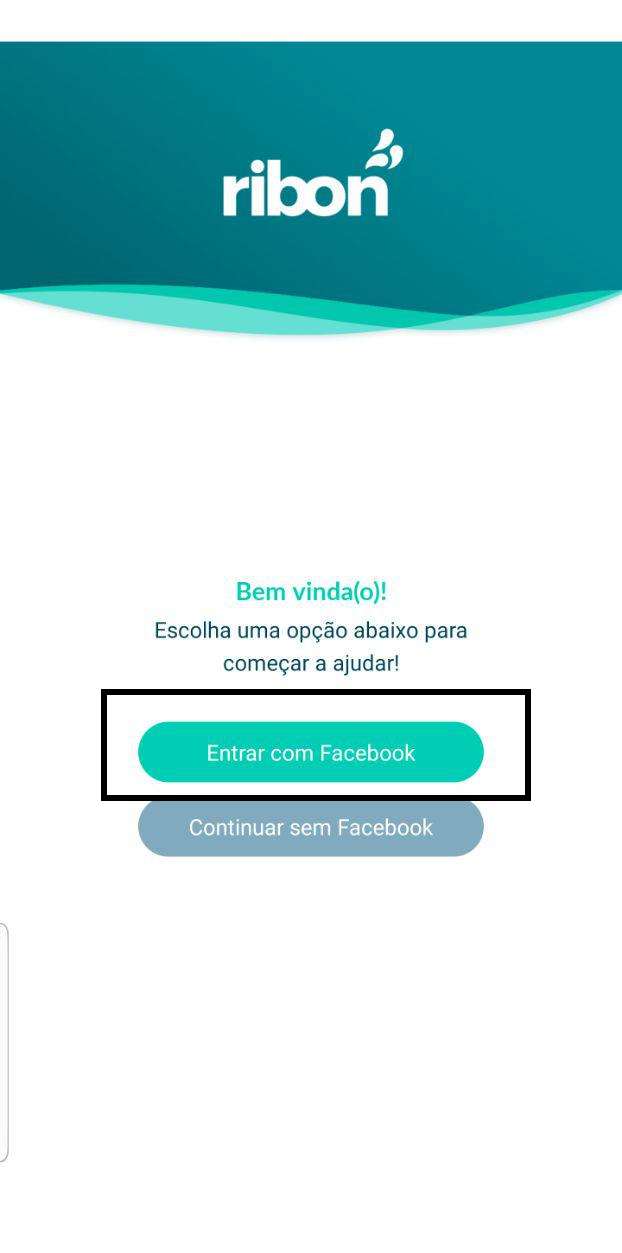 ribon
Bem vinda(o)!
Escolha uma opção abaixo para
começar a ajudar!
Entrar com Facebook
Continuar sem Facebook